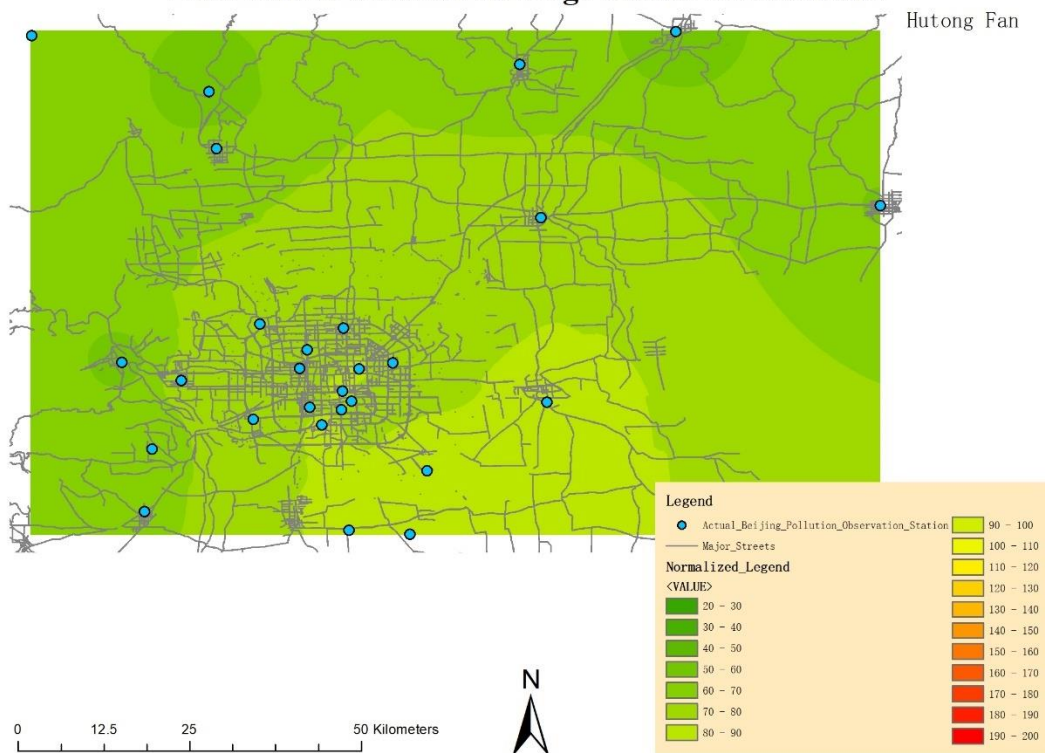 Hutong Fan
Legend
Actual_Beijing_Pollution_Observation_Station
Major_Streets
Normalized_Legend
<VALUE>
20 - 30
30 - 40
40 - 50
50 - 60
60 - 70
70 - 80
80 - 90
90 - 100
100 - 110
110 - 120
120 - 130
130 - 140
140 - 150
150 - 160
160 - 170
170 - 180
180 - 190
190 - 200
N
0 12.5 25 50 Kilometers